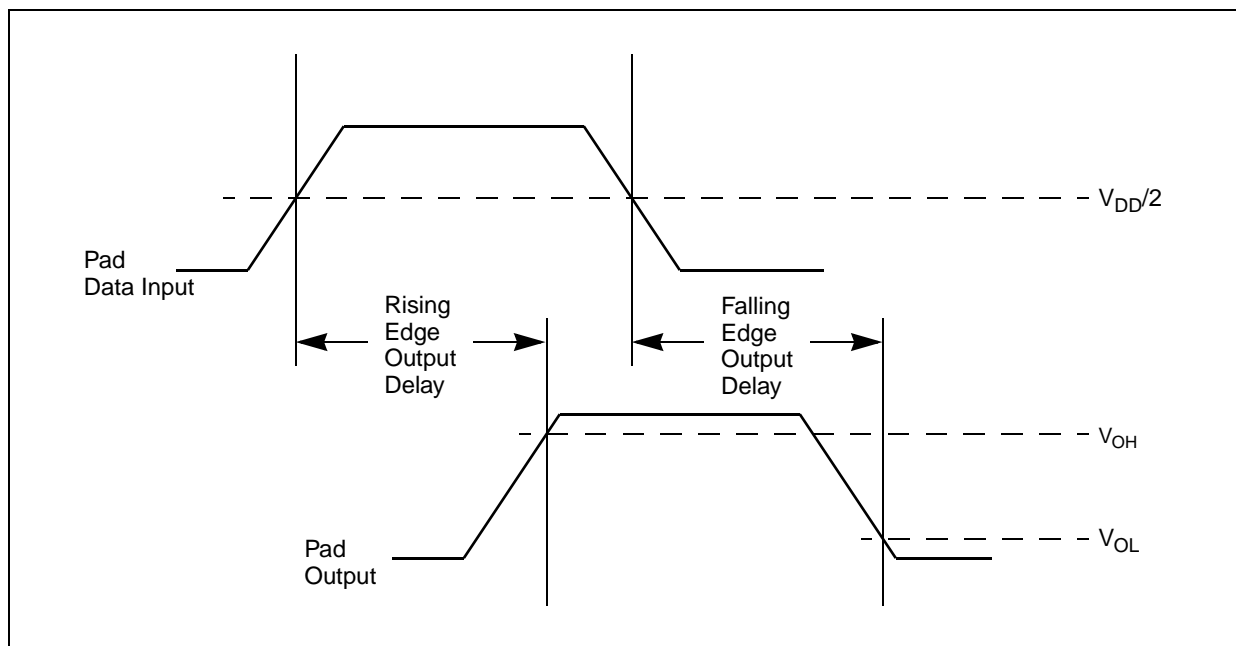 V_DD/2
Pad
Data Input
Rising
Edge
Output
Delay
Falling
Edge
Output
Delay
V_OH
Pad
Output
V_OL